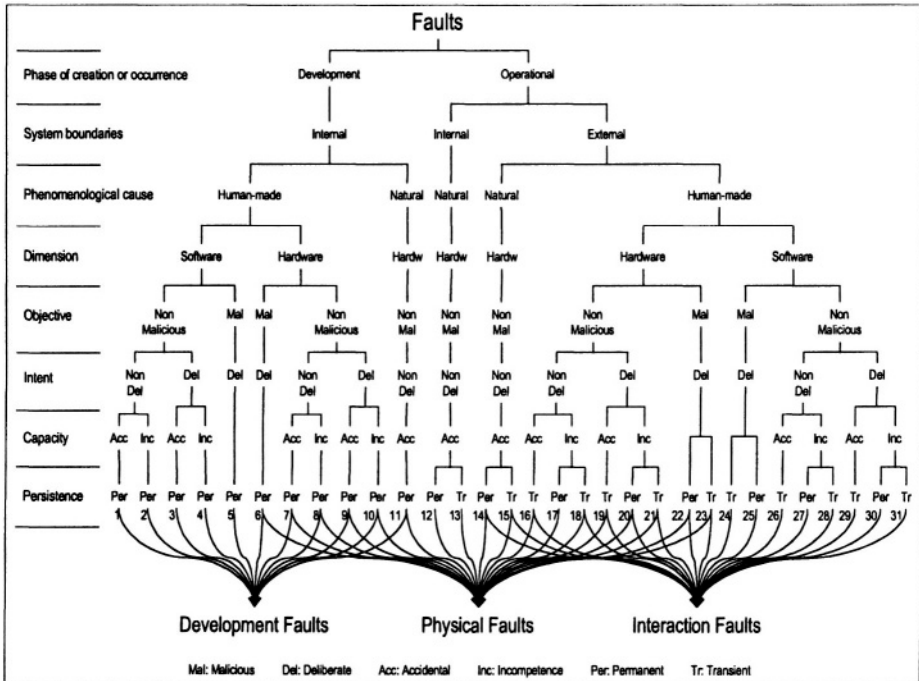 Faults
Phase of creation or occurrence Development Operational
System boundaries Internal Internal External
Phenomenological cause Human-made Natural Natural Natural Human-made
Dimension Software Hardware Hardw Hardw Hardw Hardware Software
Objective Non Mal Mal Non Non Non Non Non Mal Mal Non
Malicious Malicious Mal Mal Mal Malicious Malicious
Intent Non Del Del Del Non Del Non Non Non Non Del Del Del Non Del
Del Del Del Del Del Del Del
Capacity Acc Inc Acc Inc Acc Inc Acc Inc Acc Acc Acc Acc Inc Acc Inc Acc Inc Acc Inc
Persistence Per Per Per Per Per Per Per Per Per Per Per Per Tr Per Tr Tr Per Tr Tr Per Tr Per Tr Tr Per Tr Per Tr Tr Per Tr
1 2 3 4 5 6 7 8 9 10 11 12 13 14 15 16 17 18 19 20 21 22 23 24 25 26 27 28 29 30 31
Development Faults Physical Faults Interaction Faults
Mal: Malicious Del: Deliberate Acc: Accidental Inc: Incompetence Per: Permanent Tr: Transient